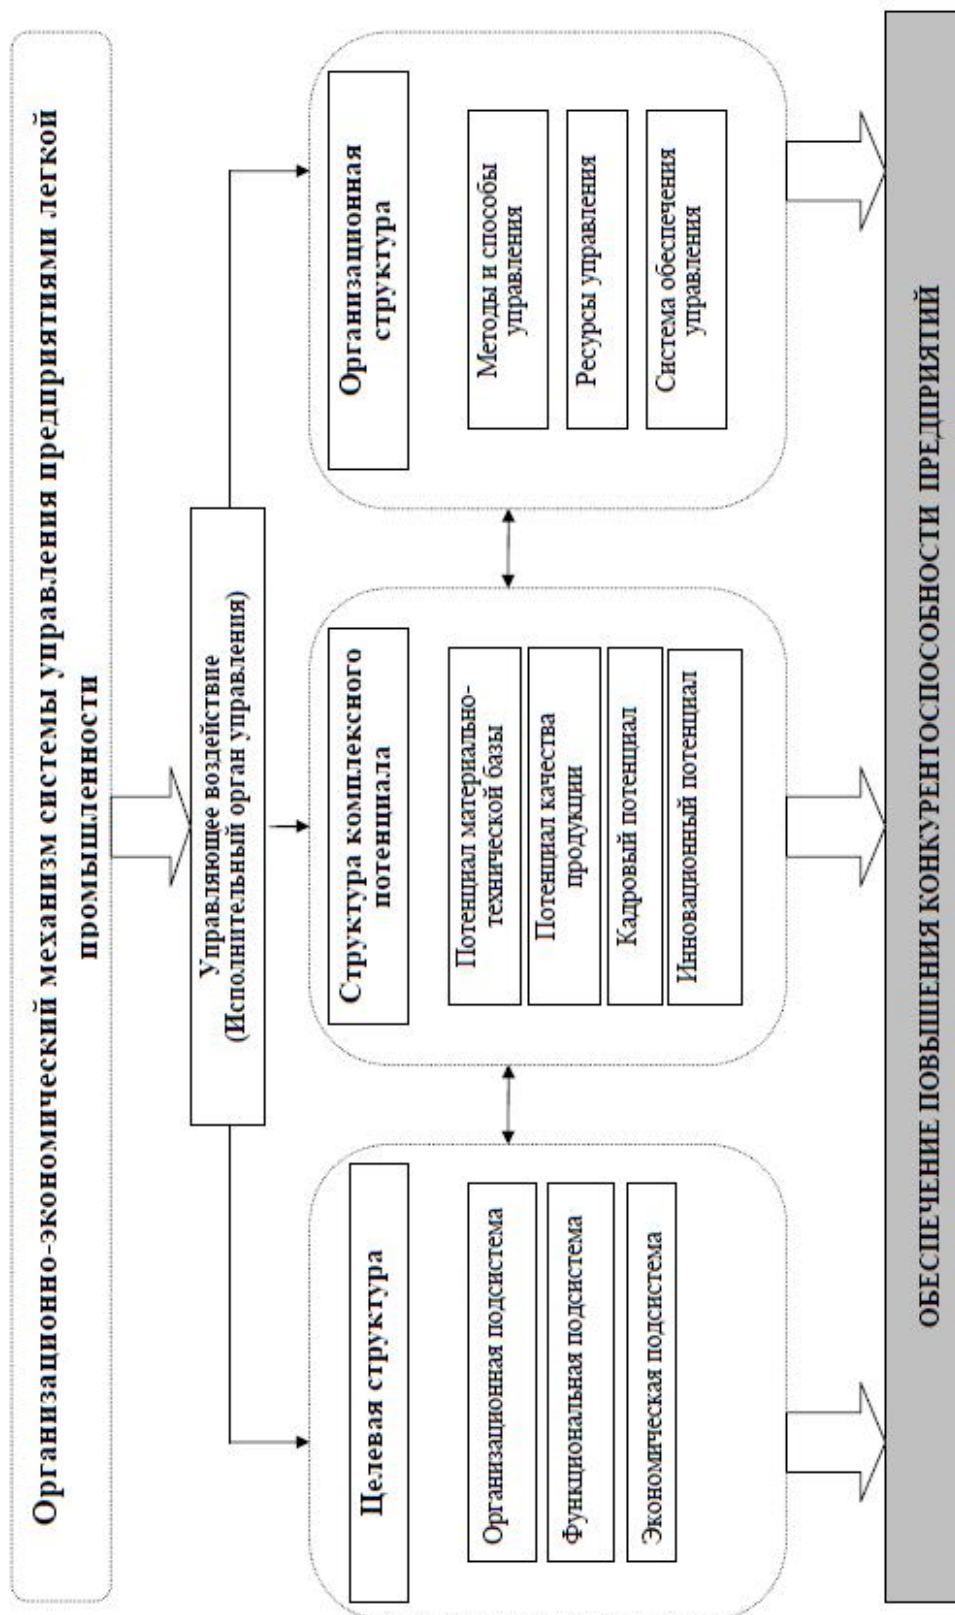 Организационно-экономический механизм системы управления предприятиями легкой
промышленности
Управляющее воздействие
(Исполнительный орган управления)
Целевая структура
Организационная подсистема
Функциональная подсистема
Экономическая подсистема
Структура комплексного
потенциала
Потенциал материально-
технической базы
Потенциал качества
продукции
Кадровый потенциал
Инновационный потенциал
Организационная
структура
Методы и способы
управления
Ресурсы управления
Система обеспечения
управления
ОБЕСПЕЧЕНИЕ ПОВЫШЕНИЯ КОНКУРЕНТОСПОСОБНОСТИ ПРЕДПРИЯТИЙ